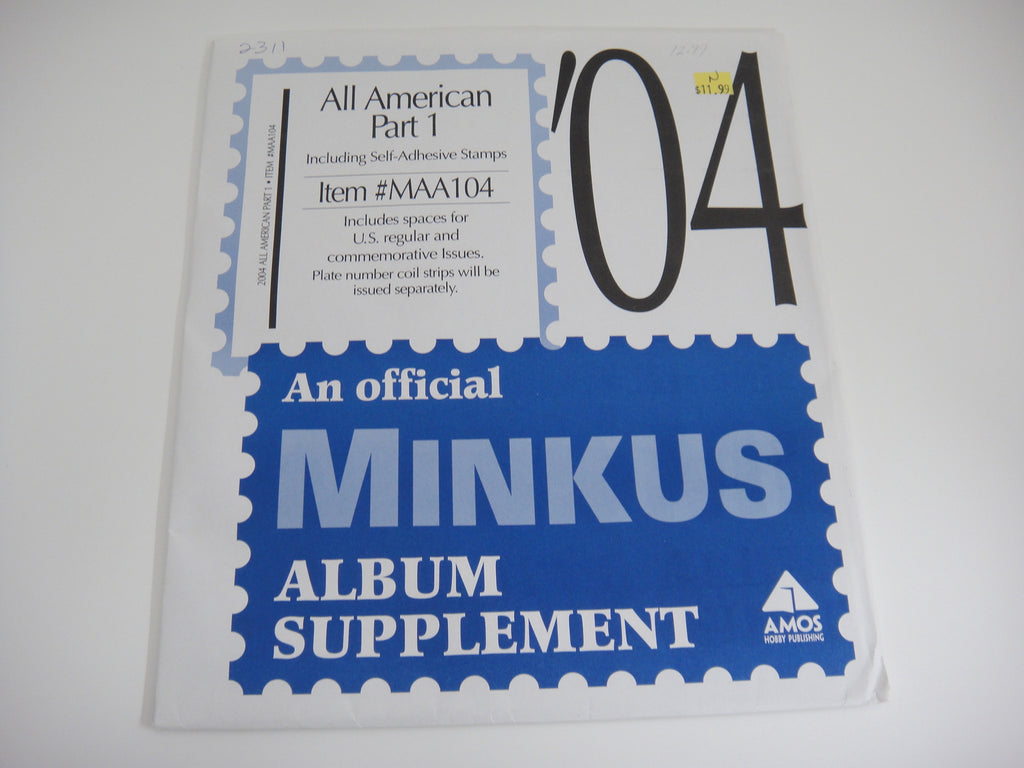 2311
12.99
All American
Part 1
Including Self-Adhesive Stamps
Item #MAA104
Includes spaces for
U.S. regular and
commemorative Issues.
Plate number coil strips will be
issued separately.
2004 ALL AMERICAN PART 1 • ITEM #MAA104
'04
N
$11.99
An official
MINKUS
ALBUM
SUPPLEMENT
AMOS
HOBBY PUBLISHING